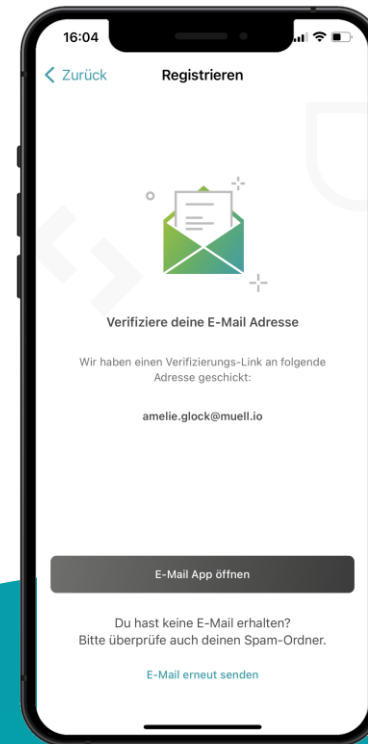 16:04
Zurück
Registrieren
Verifiziere deine E-Mail Adresse
Wir haben einen Verifizierungs-Link an folgende
Adresse geschickt:
amelie.glock@muell.io
E-Mail App öffnen
Du hast keine E-Mail erhalten?
Bitte überprüfe auch deinen Spam-Ordner.
E-Mail erneut senden